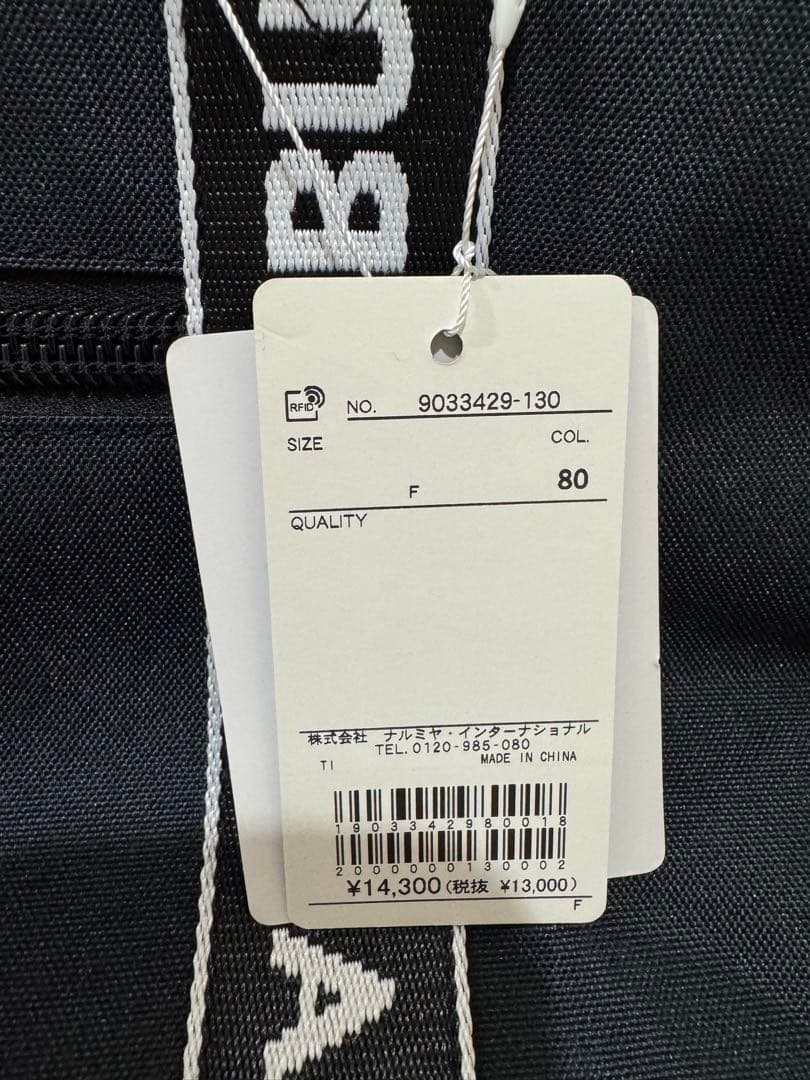 BU
RFID
NO. 9033429-130
SIZE
COL.
F
80
QUALITY
株式会社 ナルミヤ・インターナショナル
TEL.0120-985-080
TI
MADE IN CHINA
1903342980018
2000000130002
¥14,300(税抜 ¥13,000)
F
A